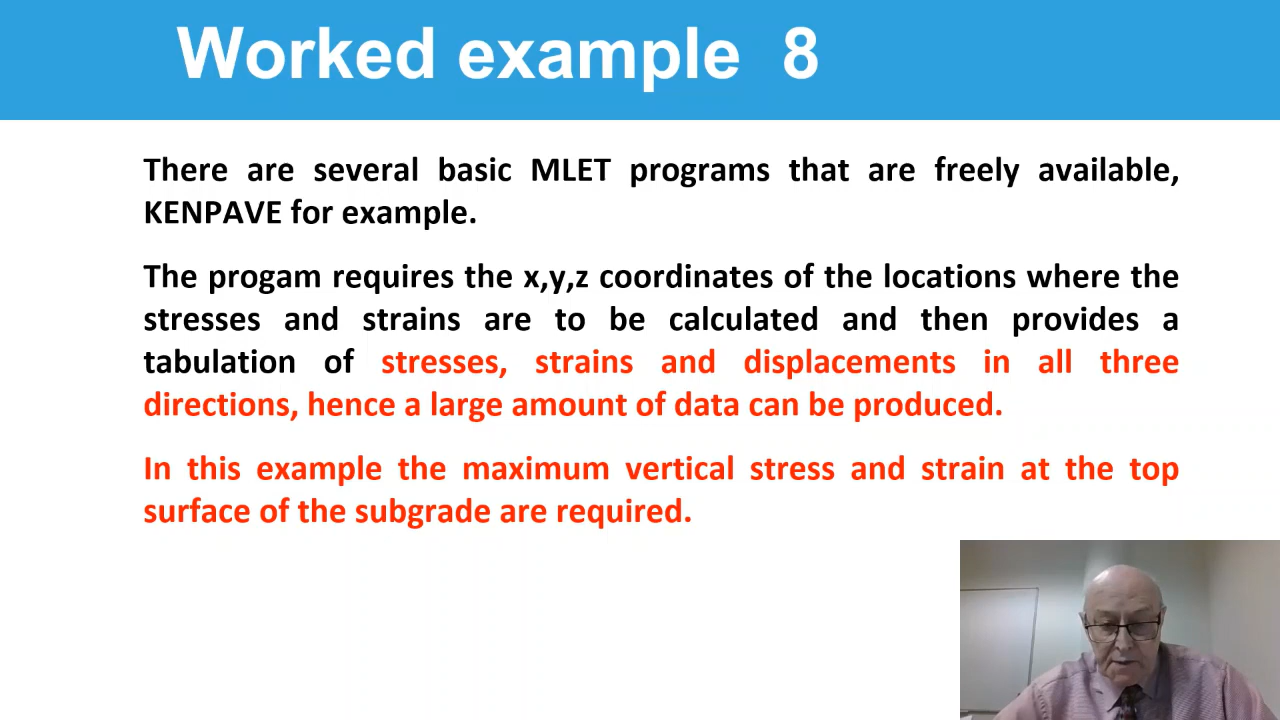 Worked example 8
There are several basic MLET programs that are freely available,
KENPAVE for example.
The progam requires the x,y,z coordinates of the locations where the
stresses and strains are to be calculated and then provides a
tabulation of stresses, strains and displacements in all three
directions, hence a large amount of data can be produced.
In this example the maximum vertical stress and strain at the top
surface of the subgrade are required.